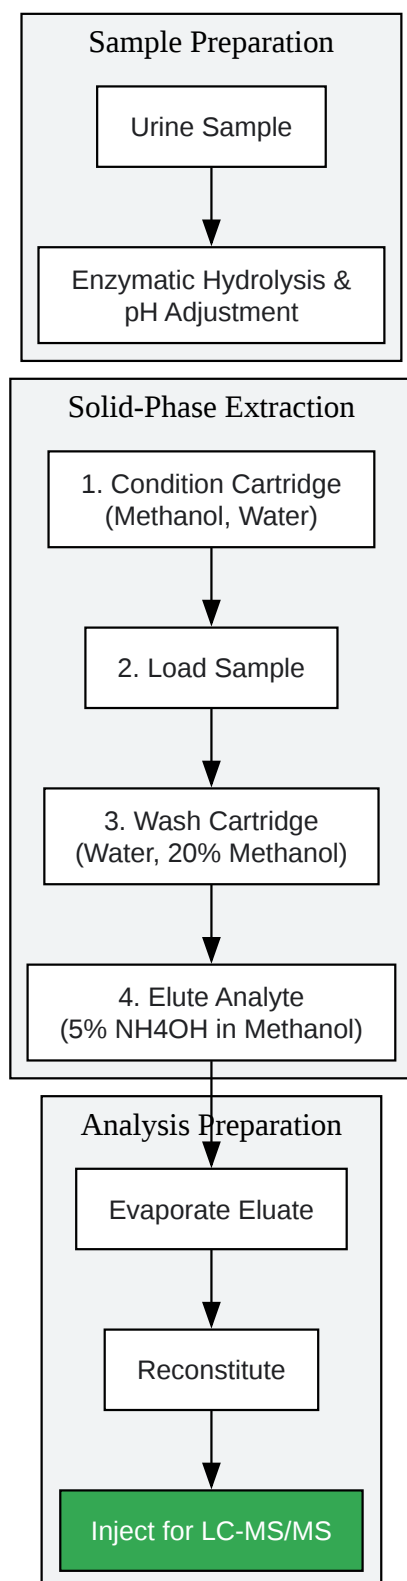 Sample Preparation
Urine Sample
Enzymatic Hydrolysis &
pH Adjustment
Solid-Phase Extraction
1. Condition Cartridge
(Methanol, Water)
2. Load Sample
3. Wash Cartridge
(Water, 20% Methanol)
4. Elute Analyte
(5% NH4OH in Methanol)
Analysis Preparation
Evaporate Eluate
Reconstitute
Inject for LC-MS/MS